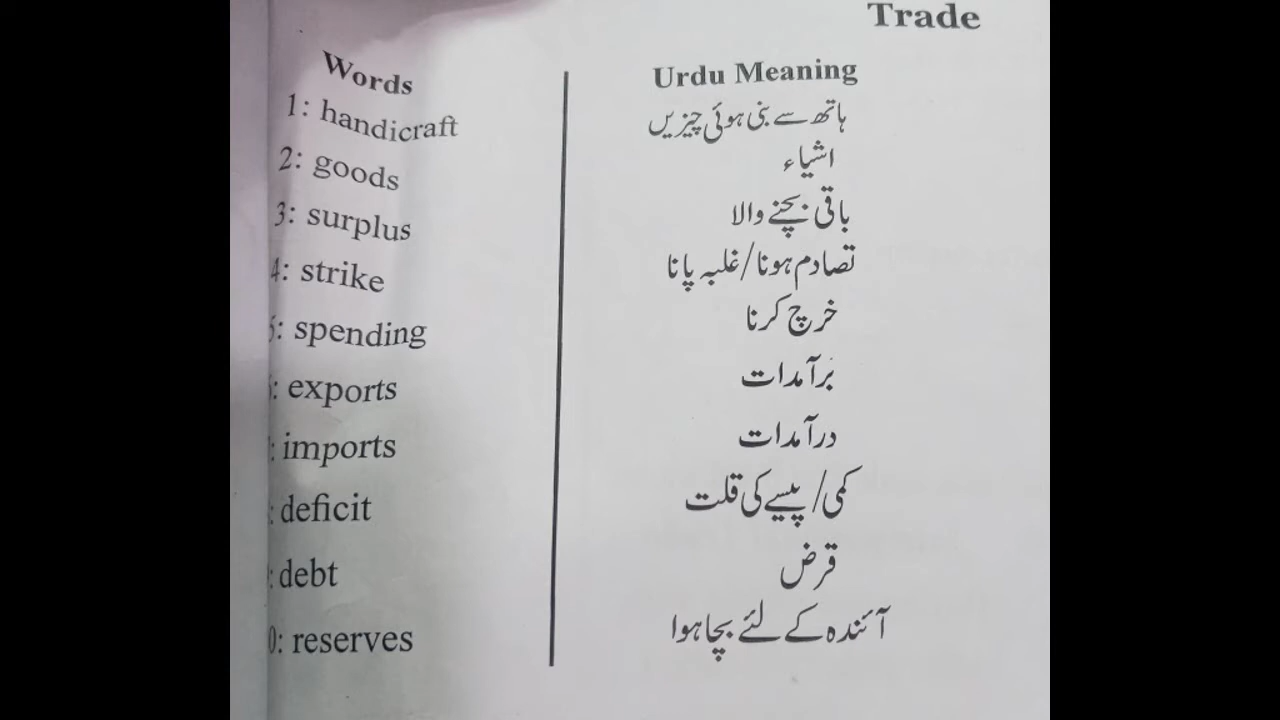 Trade
Words Urdu Meaning
1: handicraft ہاتھ سے بنی ہوئی چیزیں
2: goods اشیاء
3: surplus باقی بچنے والا
4: strike تصادم ہونا/غلبہ پانا
5: spending خرچ کرنا
: exports برآمدات
: imports درآمدات
: deficit کمی/پیسے کی قلت
: debt قرض
0: reserves آئندہ کے لئے بچا ہوا